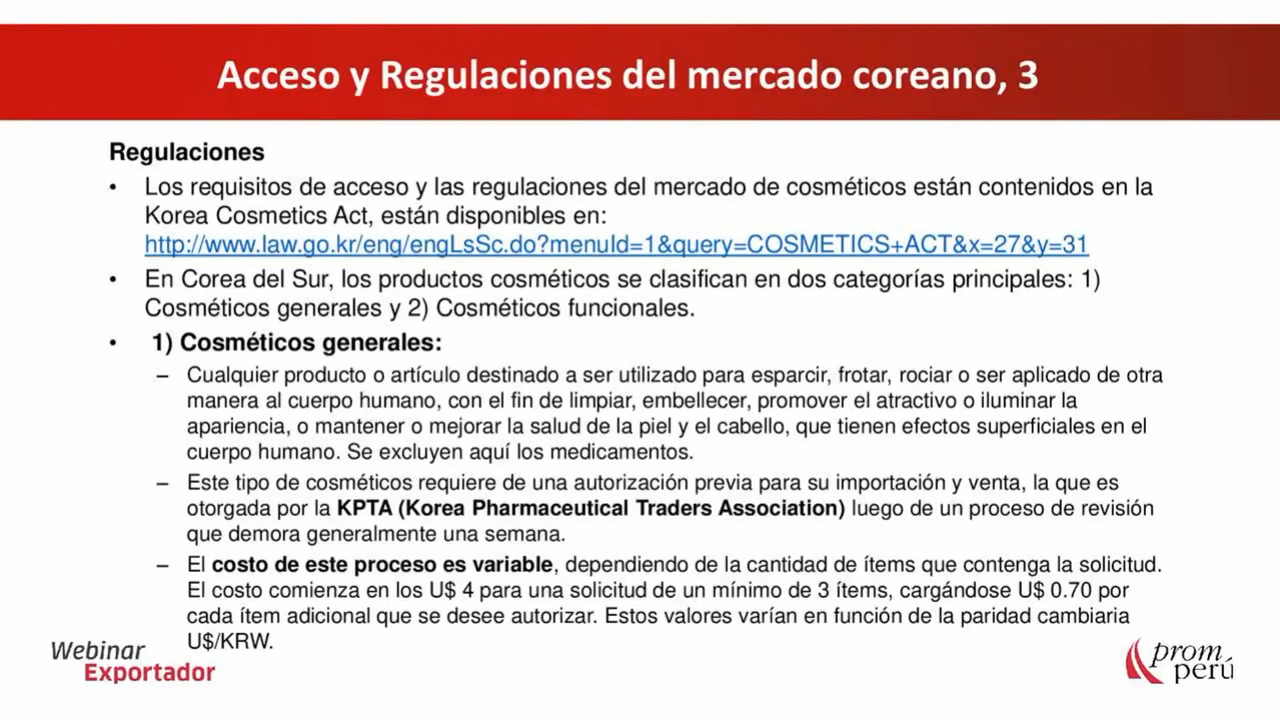 Acceso y Regulaciones del mercado coreano, 3
Regulaciones
• Los requisitos de acceso y las regulaciones del mercado de cosméticos están contenidos en la
Korea Cosmetics Act, están disponibles en:
http://www.law.go.kr/eng/engLsSc.do?menuId=1&query=COSMETICS+ACT&x=27&y=31
• En Corea del Sur, los productos cosméticos se clasifican en dos categorías principales: 1)
Cosméticos generales y 2) Cosméticos funcionales.
• 1) Cosméticos generales:
– Cualquier producto o artículo destinado a ser utilizado para esparcir, frotar, rociar o ser aplicado de otra
manera al cuerpo humano, con el fin de limpiar, embellecer, promover el atractivo o iluminar la
apariencia, o mantener o mejorar la salud de la piel y el cabello, que tienen efectos superficiales en el
cuerpo humano. Se excluyen aquí los medicamentos.
– Este tipo de cosméticos requiere de una autorización previa para su importación y venta, la que es
otorgada por la KPTA (Korea Pharmaceutical Traders Association) luego de un proceso de revisión
que demora generalmente una semana.
– El costo de este proceso es variable, dependiendo de la cantidad de ítems que contenga la solicitud.
El costo comienza en los U$ 4 para una solicitud de un mínimo de 3 ítems, cargándose U$ 0.70 por
cada ítem adicional que se desee autorizar. Estos valores varían en función de la paridad cambiaria
U$/KRW.
Webinar
Exportador
prom
perú